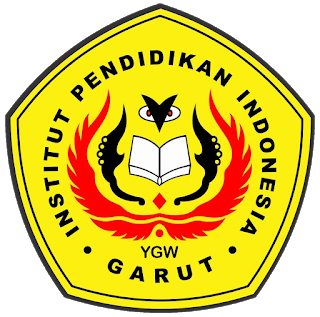 INSTITUT PENDIDIKAN INDONESIA
YGW
• GARUT •